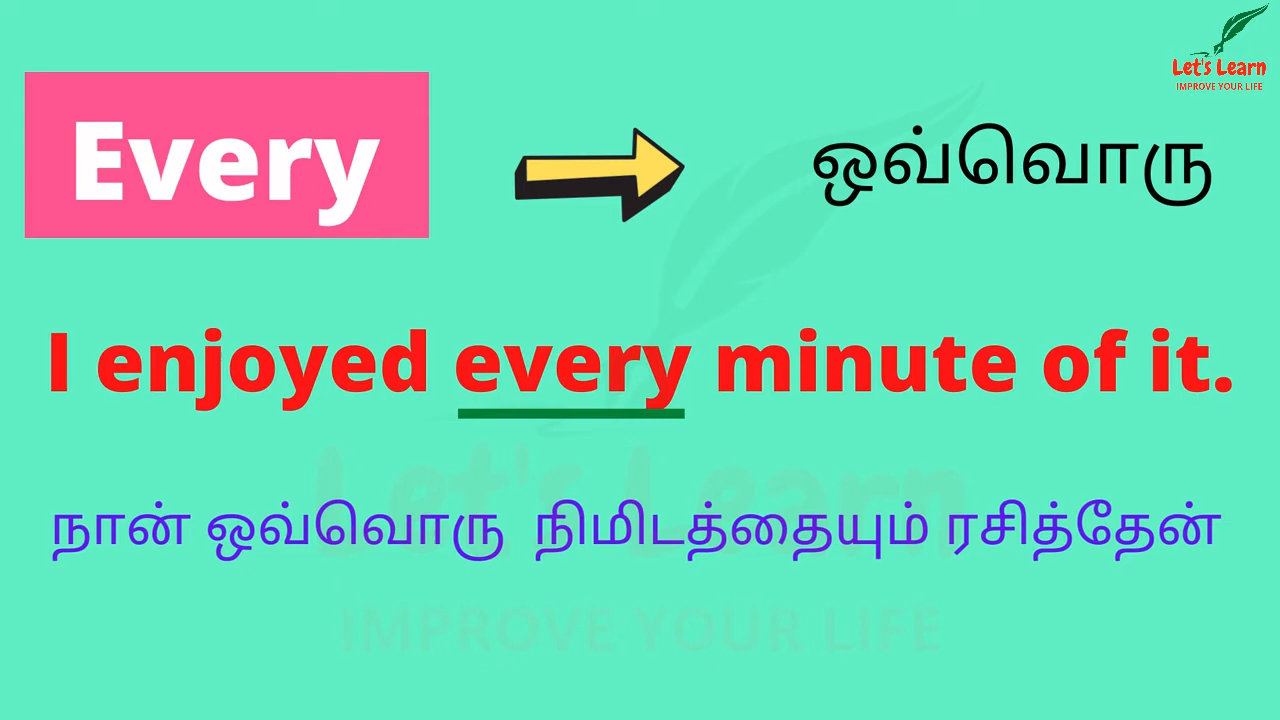 Let's Learn
IMPROVE YOUR LIFE
Every
ஒவ்வொரு
I enjoyed every minute of it.
நான் ஒவ்வொரு நிமிடத்தையும் ரசித்தேன்
Let's Learn
IMPROVE YOUR LIFE